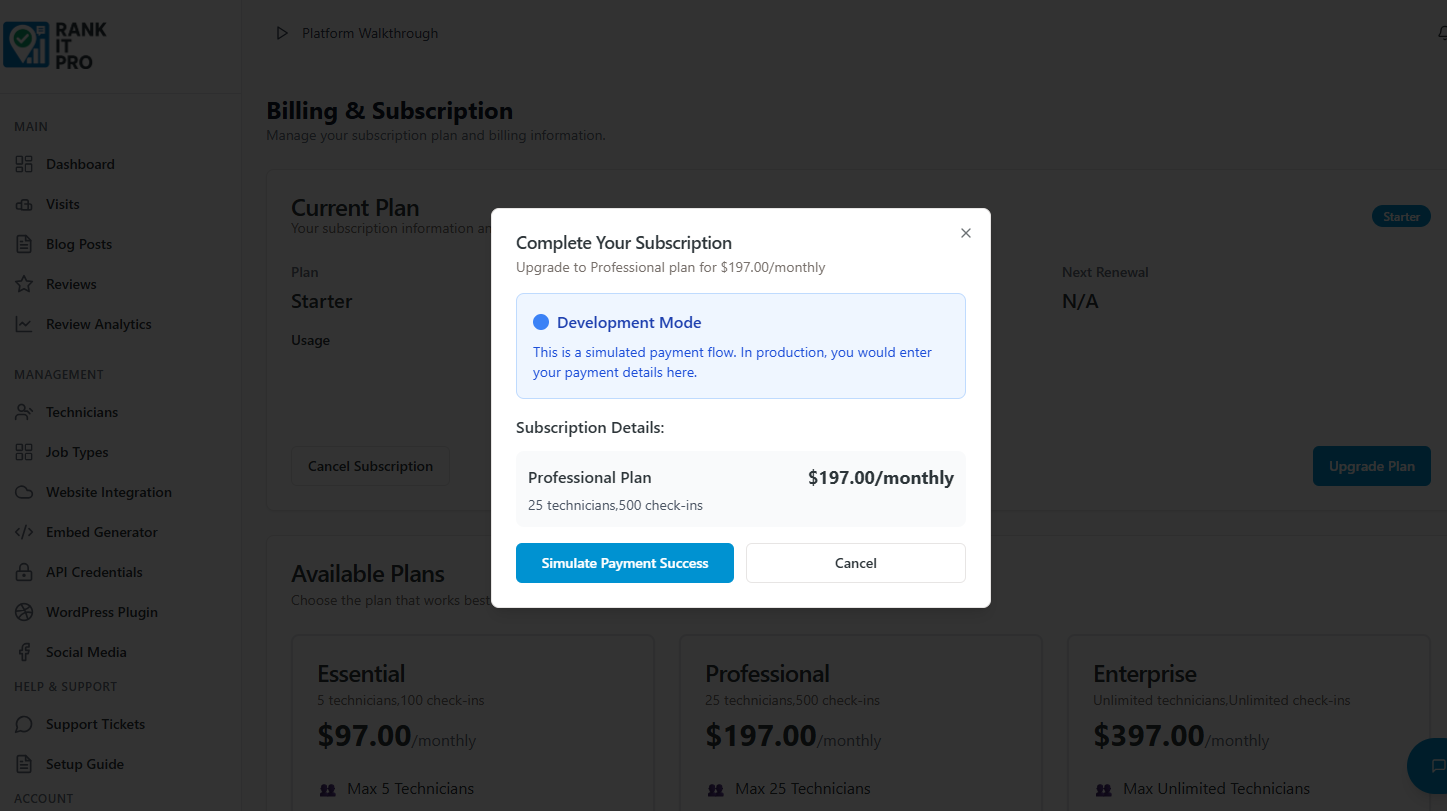 RANK
IT
PRO
Platform Walkthrough
MAIN
Dashboard
Visits
Blog Posts
Reviews
Review Analytics
MANAGEMENT
Technicians
Job Types
Website Integration
Embed Generator
API Credentials
WordPress Plugin
Social Media
HELP & SUPPORT
Support Tickets
Setup Guide
ACCOUNT
Billing & Subscription
Manage your subscription plan and billing information.
Current Plan
Your subscription information
Starter
Plan
Starter
Next Renewal
N/A
Usage
Cancel Subscription
Upgrade Plan
Complete Your Subscription
Upgrade to Professional plan for $197.00/monthly
Development Mode
This is a simulated payment flow. In production, you would enter
your payment details here.
Subscription Details:
Professional Plan
$197.00/monthly
25 technicians,500 check-ins
Simulate Payment Success
Cancel
Available Plans
Choose the plan that works best
Essential
5 technicians,100 check-ins
$97.00/monthly
Max 5 Technicians
Professional
25 technicians,500 check-ins
$197.00/monthly
Max 25 Technicians
Enterprise
Unlimited technicians,Unlimited check-ins
$397.00/monthly
Max Unlimited Technicians